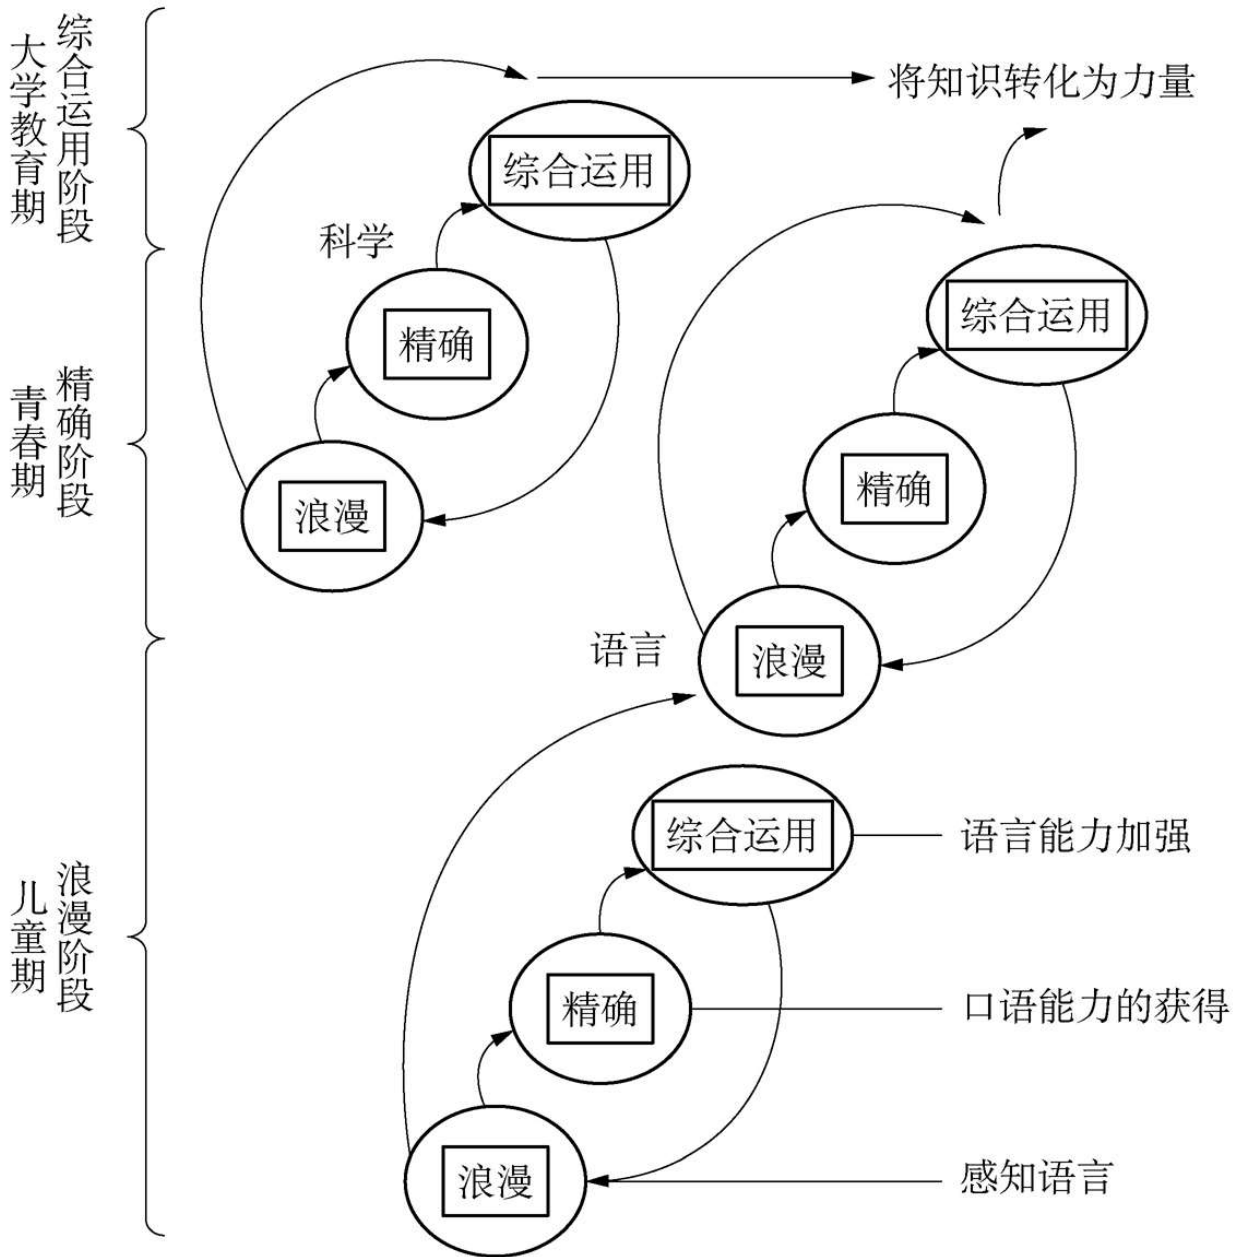 综合运用阶段
大学教育期
将知识转化为力量
综合运用
科学
精确
浪漫
综合运用
精确
语言
浪漫
精确阶段
青春期
综合运用
语言能力加强
精确
口语能力的获得
浪漫
感知语言
浪漫阶段
儿童期